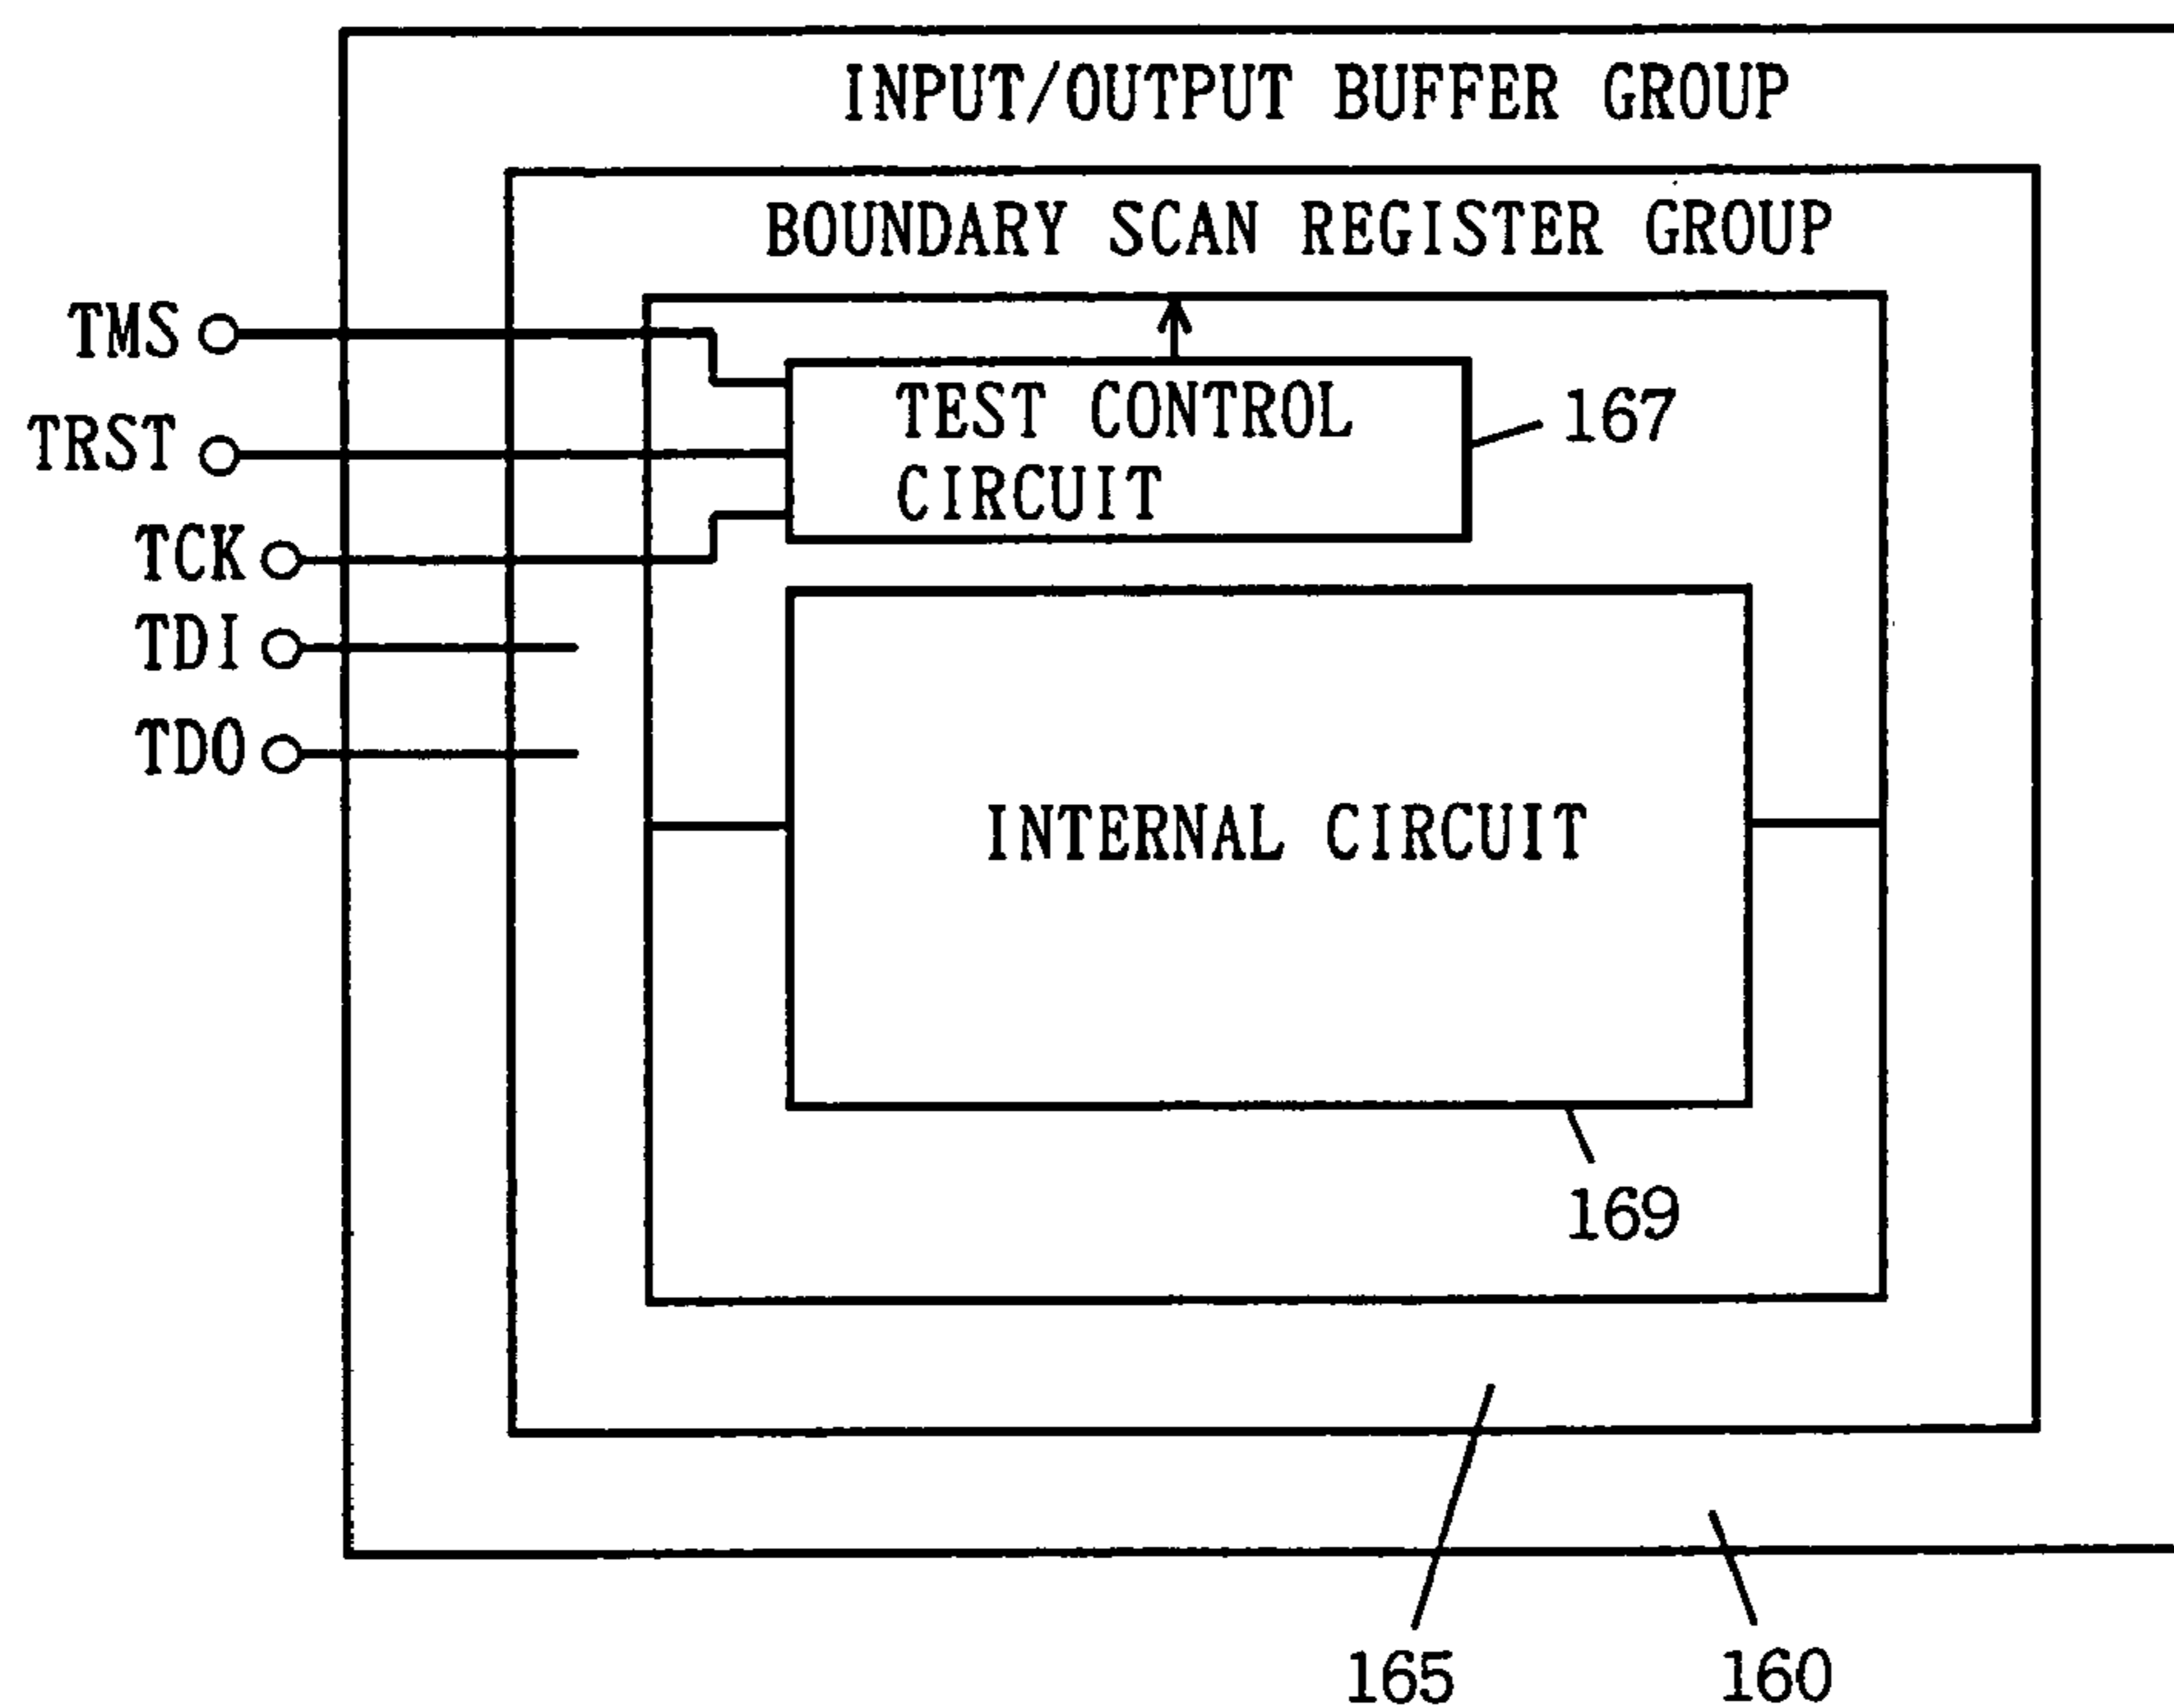 INPUT/OUTPUT BUFFER GROUP
BOUNDARY SCAN REGISTER GROUP
TMS
TRST
TCK
TDI
TDO
TEST CONTROL
CIRCUIT
167
INTERNAL CIRCUIT
169
165
160